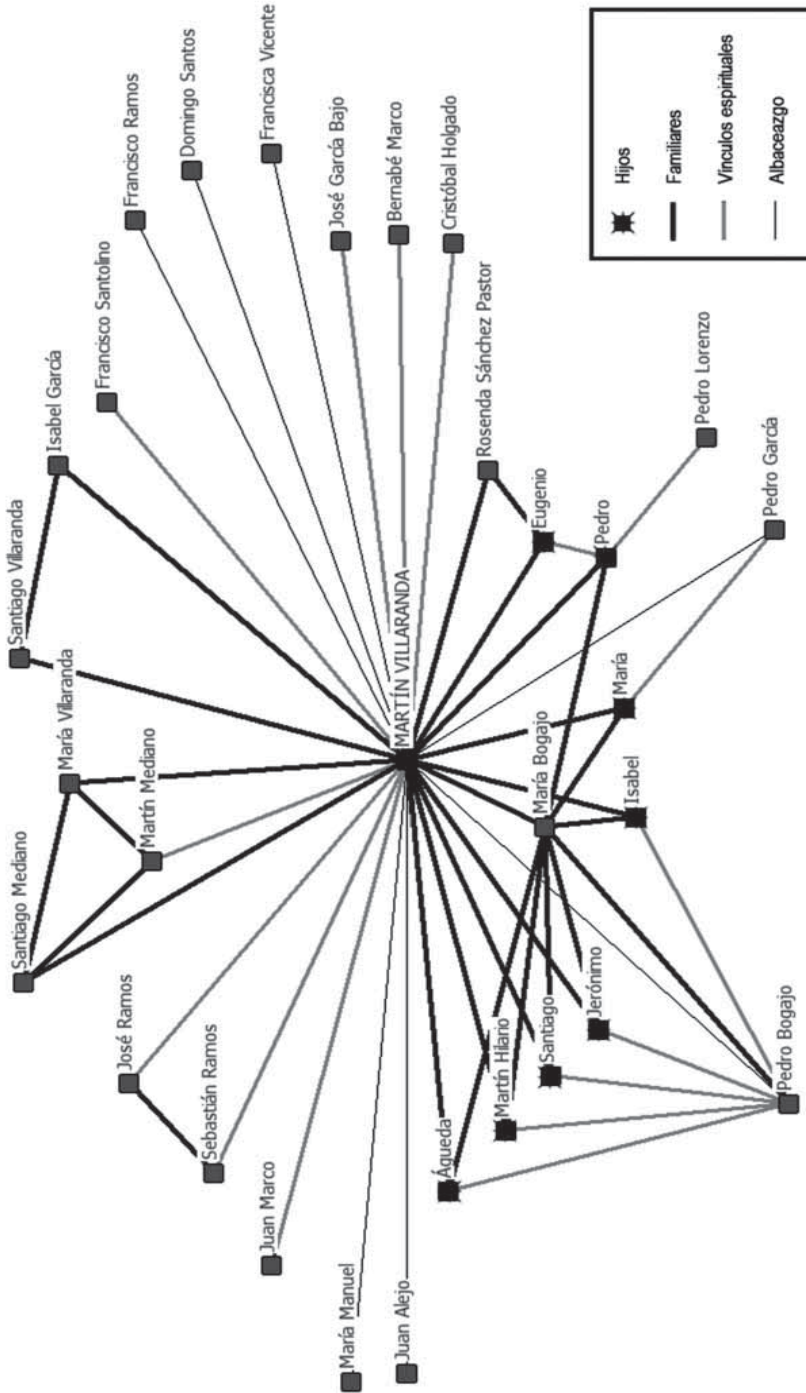 Santiago Vilaranda
Isabel García
Santiago Mediano
María Villaranda
Martín Mediano
Francisco Santolino
Francisco Ramos
Domingo Santos
Francisca Vicente
José Ramos
Sebastián Ramos
Juan Marco
José García Bajo
Bernabé Marco
Cristóbal Holgado
María Manuel
Juan Alejo
MARTÍN VILLARANDA
Rosenda Sánchez Pastor
Eugenio
Pedro
Pedro Lorenzo
Pedro García
María
María Bogajo
Isabel
Águeda
Martín Hilario
Santiago
Jerónimo
Pedro Bogajo
Hijos
Familiares
Vínculos espirituales
Albaceazgo